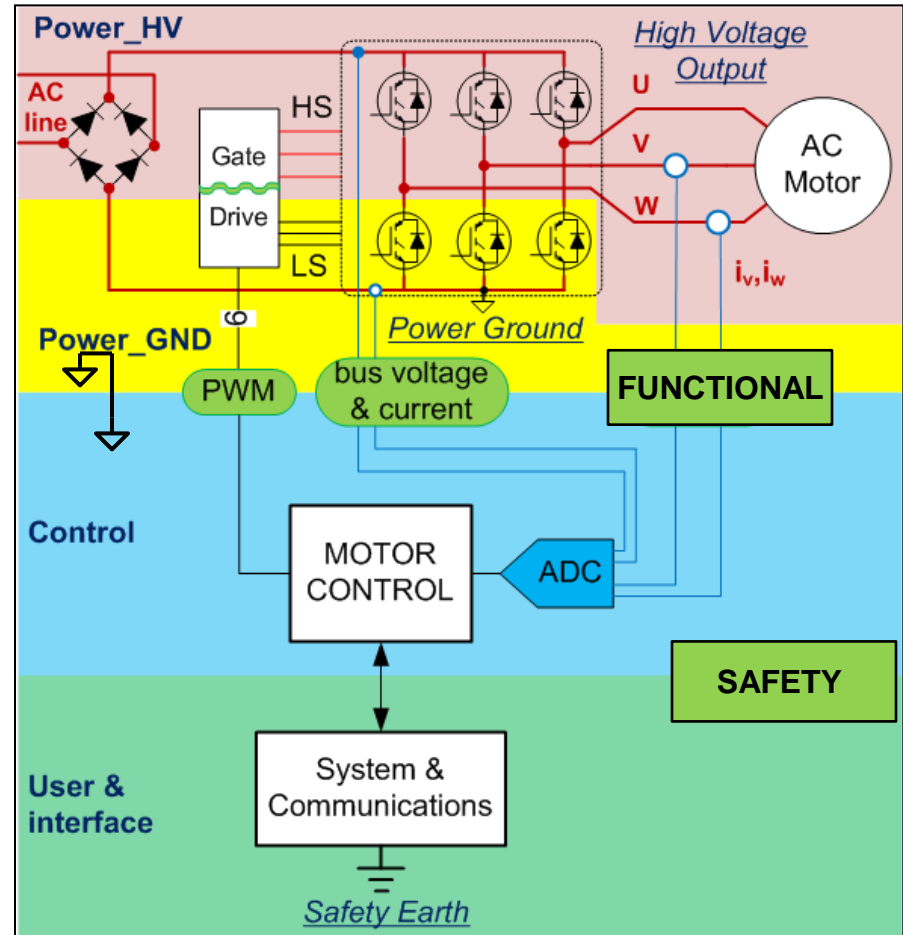 Power_HV
High Voltage
Output
AC
line
HS
U
Gate
V
AC
Motor
Drive
W
LS
iv,iw
6
Power Ground
Power_GND
PWM
bus voltage
& current
FUNCTIONAL
Control
MOTOR
CONTROL
ADC
SAFETY
User &
interface
System &
Communications
Safety Earth